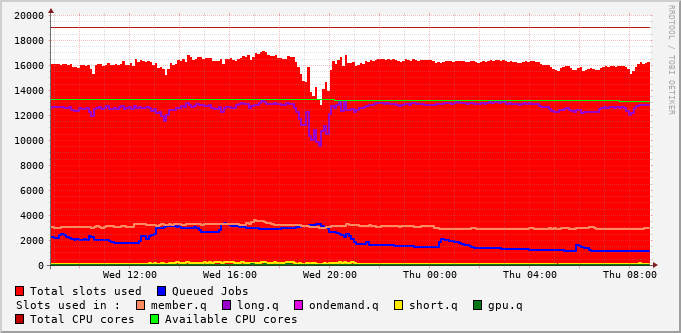 20000
18000
16000
14000
12000
10000
8000
6000
4000
2000
0
Wed 12:00 Wed 16:00 Wed 20:00 Thu 00:00 Thu 04:00 Thu 08:00
Total slots used Queued Jobs
Slots used in : member.q long.q ondemand.q short.q gpu.q
Total CPU cores Available CPU cores
RRDTOOL / TOBI OETIKER